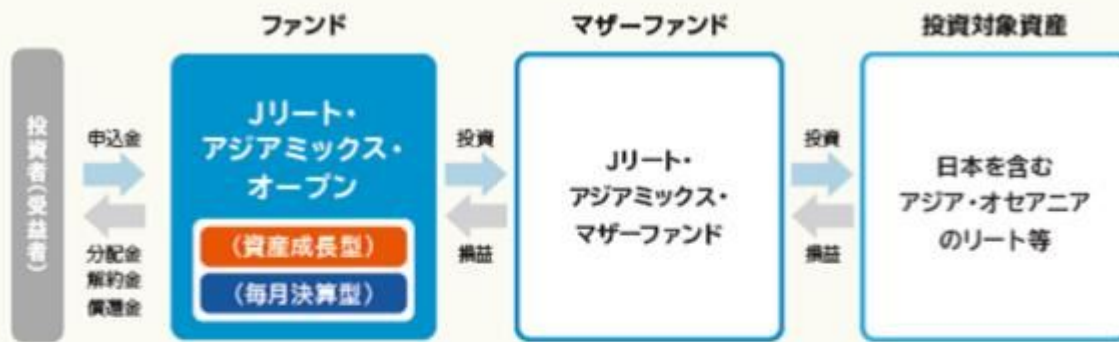 ファンド
マザーファンド
投資対象資産
投資者(受益者)
申込金
分配金
解約金
償還金
Jリート・
アジアミックス・
オープン
(資産成長型)
(毎月決算型)
投資
損益
Jリート・
アジアミックス・
マザーファンド
投資
損益
日本を含む
アジア・オセアニア
のリート等